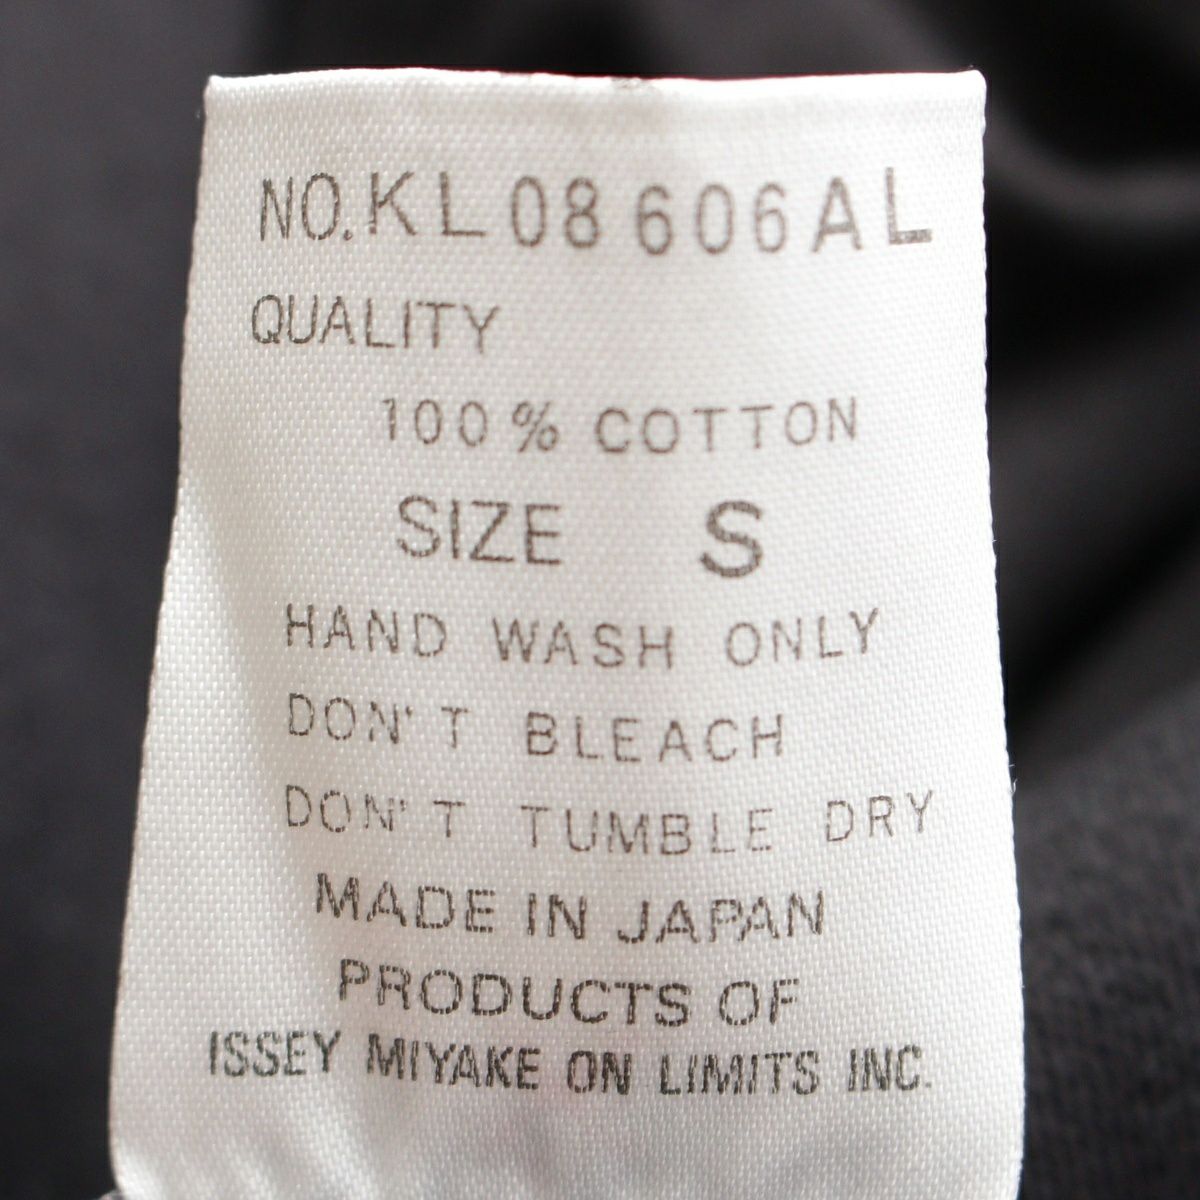 NO.KL08606AL
QUALITY
100% COTTON
SIZE S
HAND WASH ONLY
DON'T BLEACH
DON'T TUMBLE DRY
MADE IN JAPAN
PRODUCTS OF
ISSEY MIYAKE ON LIMITS INC.